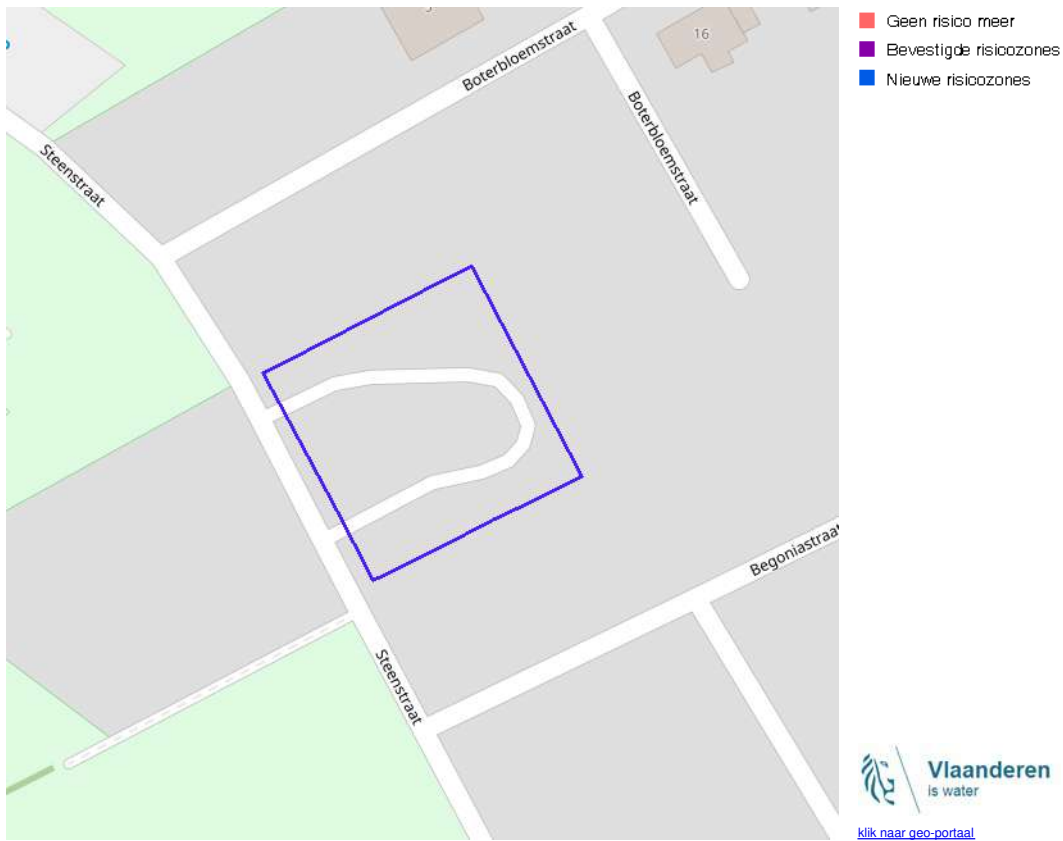 Geen risico meer
Bevestigde risicozones
Nieuwe risicozones
16
Boterbloemstraat
Boterbloemstraat
Steenstraat
Begoniastraat
Steenstraat
Vlaanderen
is water
klik naar geo-portaal